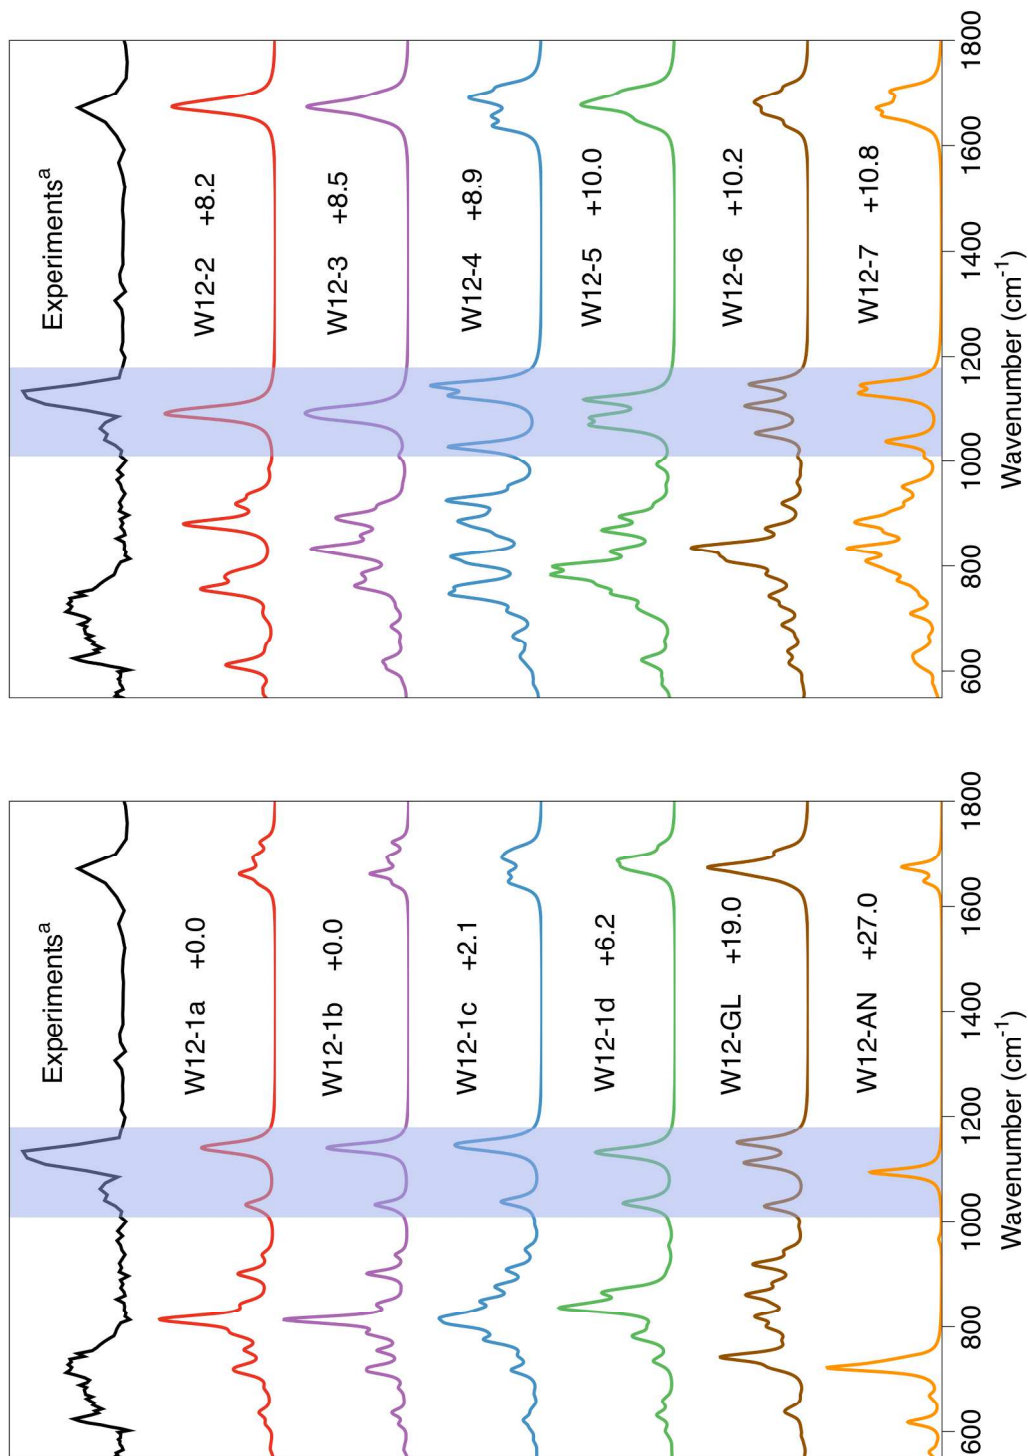 Experimentsᵃ
W12-1a +0.0
W12-1b +0.0
W12-1c +2.1
W12-1d +6.2
W12-GL +19.0
W12-AN +27.0
600 800 1000 1200 1400 1600 1800
Wavenumber (cm⁻¹)
Experimentsᵃ
W12-2 +8.2
W12-3 +8.5
W12-4 +8.9
W12-5 +10.0
W12-6 +10.2
W12-7 +10.8
600 800 1000 1200 1400 1600 1800
Wavenumber (cm⁻¹)